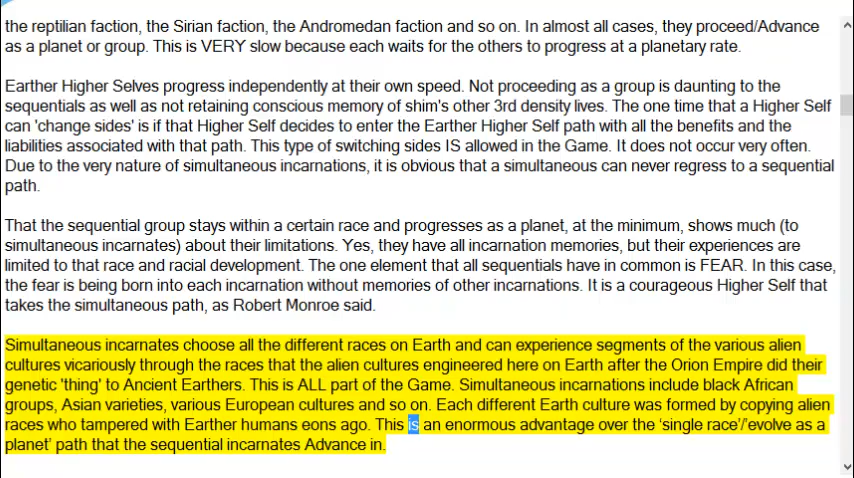 the reptilian faction, the Sirian faction, the Andromedan faction and so on. In almost all cases, they proceed/Advance
as a planet or group. This is VERY slow because each waits for the others to progress at a planetary rate.
Earther Higher Selves progress independently at their own speed. Not proceeding as a group is daunting to the
sequentials as well as not retaining conscious memory of shim's other 3rd density lives. The one time that a Higher Self
can 'change sides' is if that Higher Self decides to enter the Earther Higher Self path with all the benefits and the
liabilities associated with that path. This type of switching sides IS allowed in the Game. It does not occur very often.
Due to the very nature of simultaneous incarnations, it is obvious that a simultaneous can never regress to a sequential
path.
That the sequential group stays within a certain race and progresses as a planet, at the minimum, shows much (to
simultaneous incarnates) about their limitations. Yes, they have all incarnation memories, but their experiences are
limited to that race and racial development. The one element that all sequentials have in common is FEAR. In this case,
the fear is being born into each incarnation without memories of other incarnations. It is a courageous Higher Self that
takes the simultaneous path, as Robert Monroe said.
Simultaneous incarnates choose all the different races on Earth and can experience segments of the various alien
cultures vicariously through the races that the alien cultures engineered here on Earth after the Orion Empire did their
genetic 'thing' to Ancient Earthers. This is ALL part of the Game. Simultaneous incarnations include black African
groups, Asian varieties, various European cultures and so on. Each different Earth culture was formed by copying alien
races who tampered with Earther humans eons ago. This is an enormous advantage over the 'single race'/'evolve as a
planet' path that the sequential incarnates Advance in.